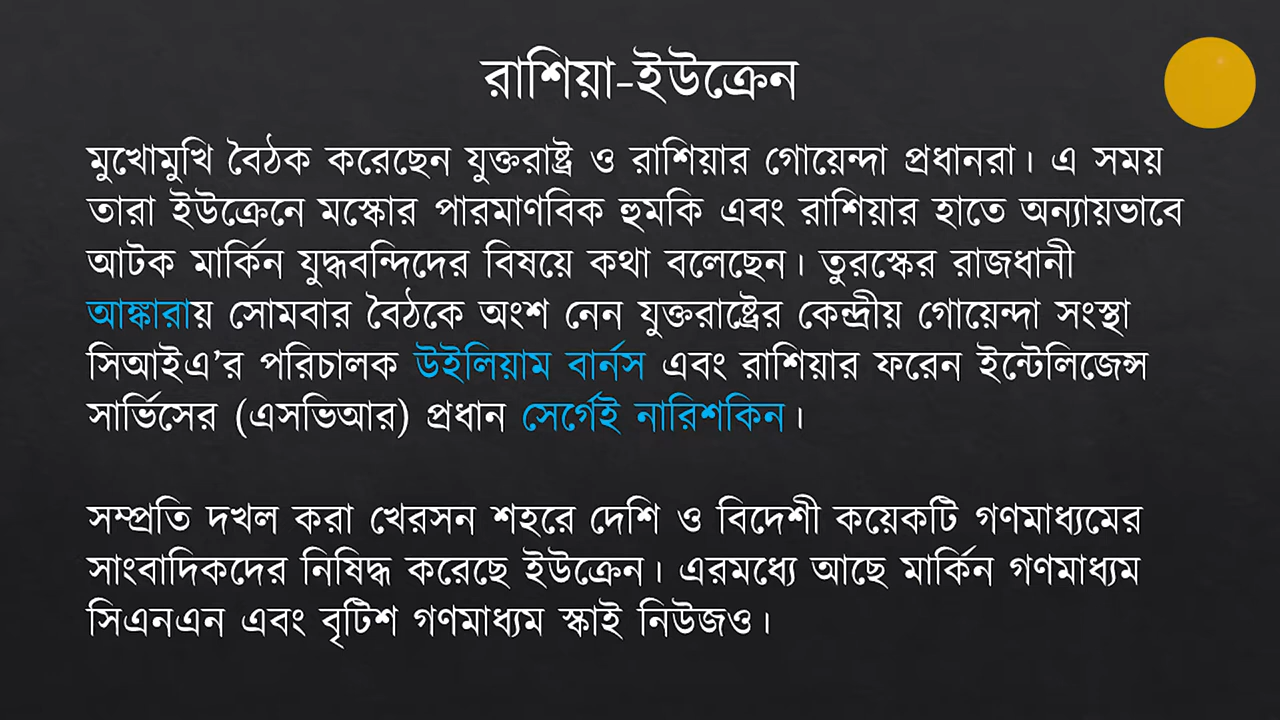 রাশিয়া-ইউক্রেন
মুখোমুখি বৈঠক করেছেন যুক্তরাষ্ট্র ও রাশিয়ার গোয়েন্দা প্রধানরা। এ সময়
তারা ইউক্রেনে মস্কোর পারমাণবিক হুমকি এবং রাশিয়ার হাতে অন্যায়ভাবে
আটক মার্কিন যুদ্ধবন্দিদের বিষয়ে কথা বলেছেন। তুরস্কের রাজধানী
আঙ্কারায় সোমবার বৈঠকে অংশ নেন যুক্তরাষ্ট্রের কেন্দ্রীয় গোয়েন্দা সংস্থা
সিআইএ’র পরিচালক উইলিয়াম বার্নস এবং রাশিয়ার ফরেন ইন্টেলিজেন্স
সার্ভিসের (এসভিআর) প্রধান সের্গেই নারিশকিন।
সম্প্রতি দখল করা খেরসন শহরে দেশি ও বিদেশী কয়েকটি গণমাধ্যমের
সাংবাদিকদের নিষিদ্ধ করেছে ইউক্রেন। এরমধ্যে আছে মার্কিন গণমাধ্যম
সিএনএন এবং বৃটিশ গণমাধ্যম স্কাই নিউজও।